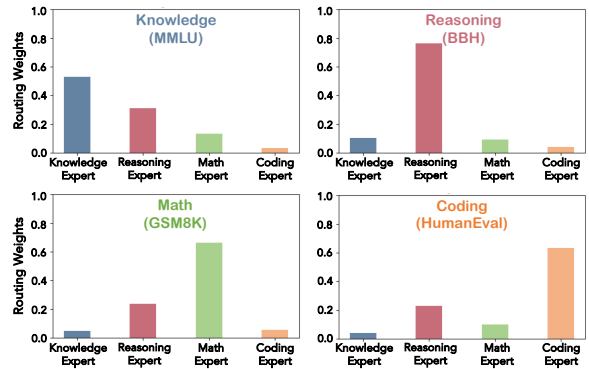 Knowledge
(MMLU)
Routing Weights
1.0
0.8
0.6
0.4
0.2
0.0
Knowledge Expert
Reasoning Expert
Math Expert
Coding Expert
Reasoning
(BBH)
1.0
0.8
0.6
0.4
0.2
0.0
Knowledge Expert
Reasoning Expert
Math Expert
Coding Expert
Math
(GSM8K)
Routing Weights
1.0
0.8
0.6
0.4
0.2
0.0
Knowledge Expert
Reasoning Expert
Math Expert
Coding Expert
Coding
(HumanEval)
1.0
0.8
0.6
0.4
0.2
0.0
Knowledge Expert
Reasoning Expert
Math Expert
Coding Expert